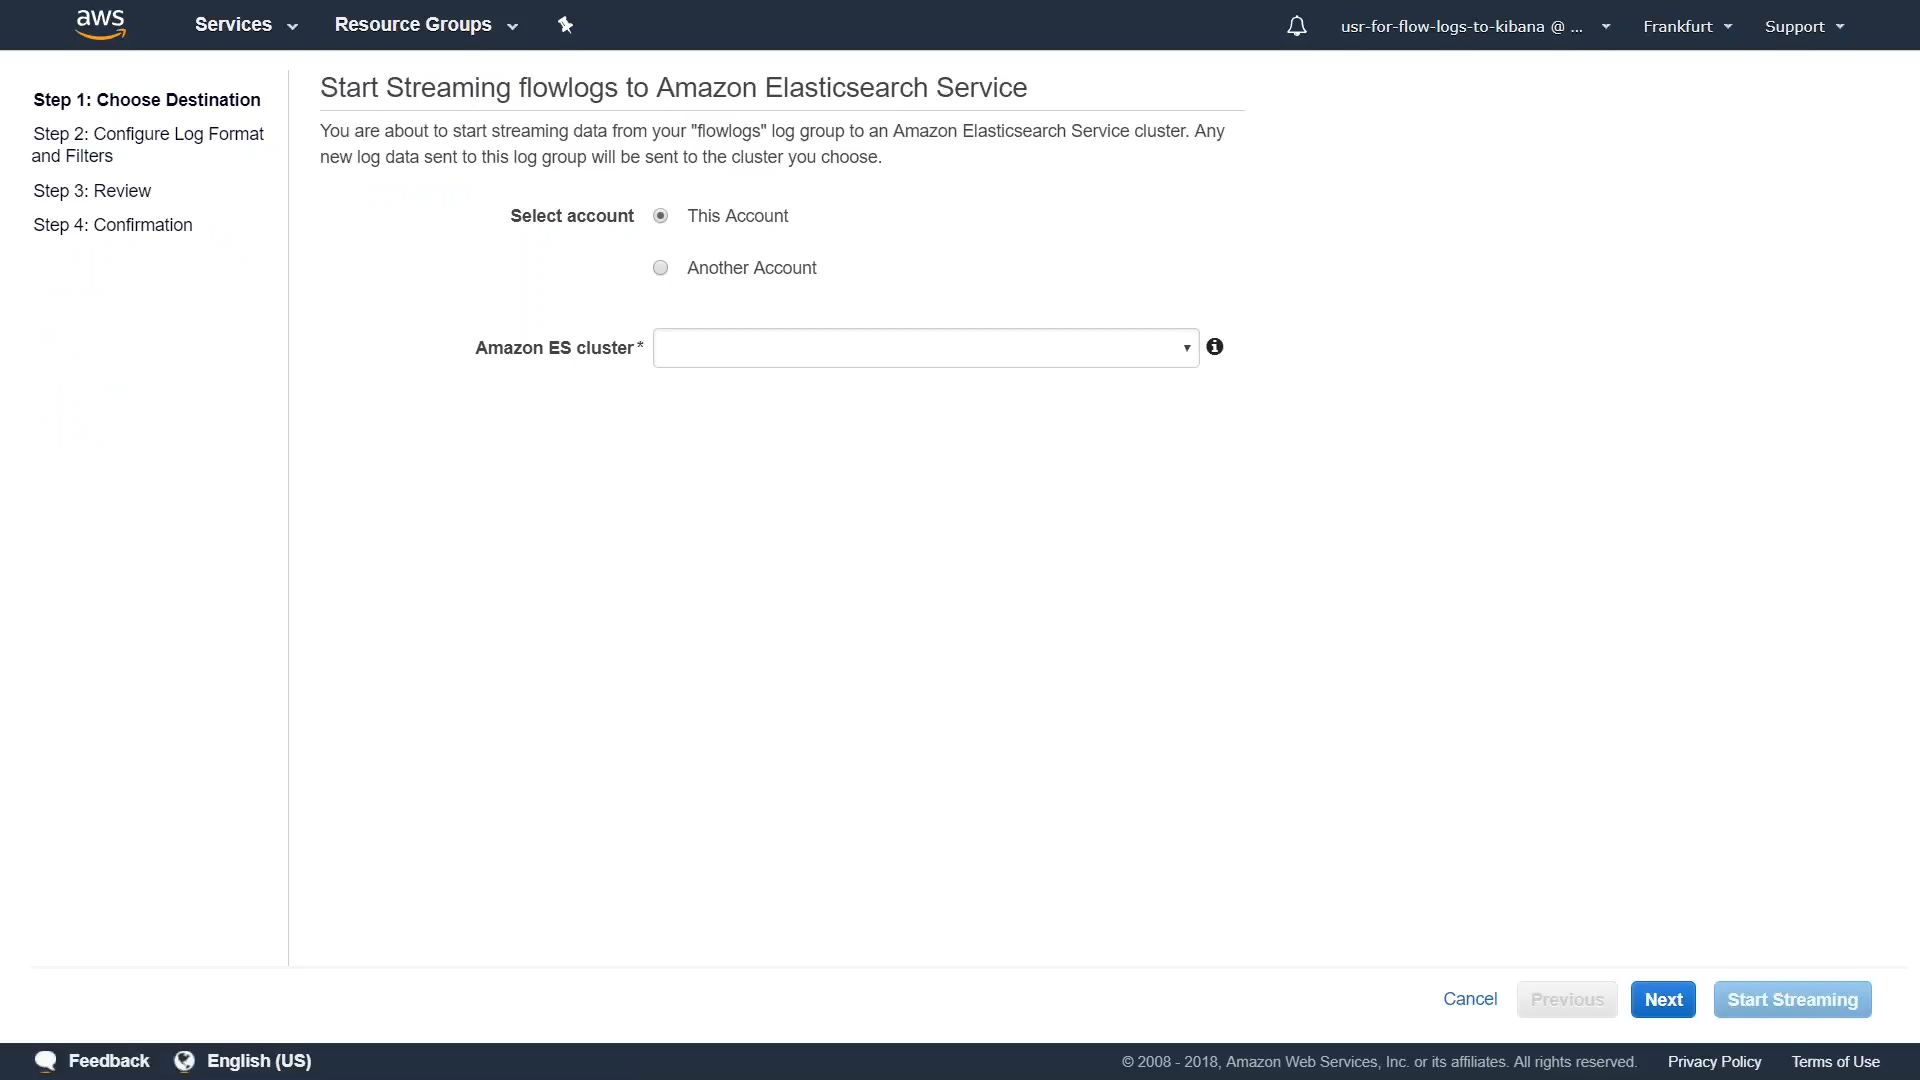 aws
Services
Resource Groups
usr-for-flow-logs-to-kibana @ ...
Frankfurt
Support
Step 1: Choose Destination
Step 2: Configure Log Format
and Filters
Step 3: Review
Step 4: Confirmation
Start Streaming flowlogs to Amazon Elasticsearch Service
You are about to start streaming data from your "flowlogs" log group to an Amazon Elasticsearch Service cluster. Any
new log data sent to this log group will be sent to the cluster you choose.
Select account
This Account
Another Account
Amazon ES cluster*
Cancel
Previous
Next
Start Streaming
Feedback
English (US)
© 2008 - 2018, Amazon Web Services, Inc. or its affiliates. All rights reserved.
Privacy Policy
Terms of Use